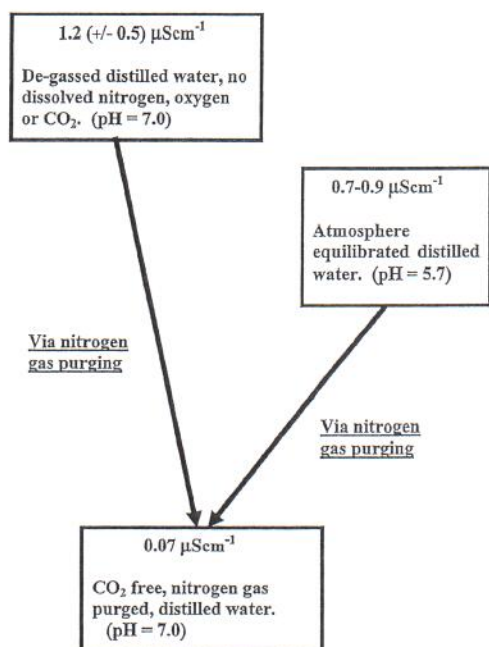 1.2 (+/- 0.5) μScm⁻¹
De-gassed distilled water, no
dissolved nitrogen, oxygen
or CO₂. (pH = 7.0)
0.7-0.9 μScm⁻¹
Atmosphere
equilibrated distilled
water. (pH = 5.7)
Via nitrogen
gas purging
Via nitrogen
gas purging
0.07 μScm⁻¹
CO₂ free, nitrogen gas
purged, distilled water.
(pH = 7.0)